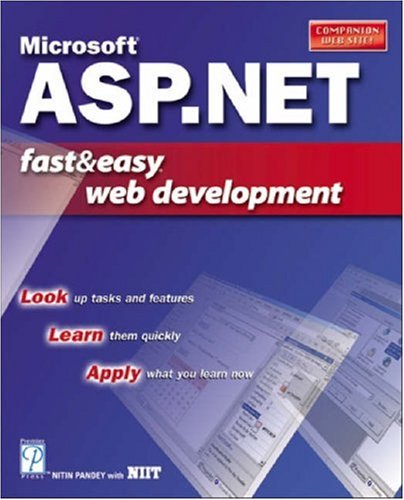 Microsoft®
COMPANION
WEB SITE!
ASP.NET
fast&easy®
web development
Look up tasks and features
Learn them quickly
Apply what you learn now
Premier
P
Press
™
NITIN PANDEY with NIIT